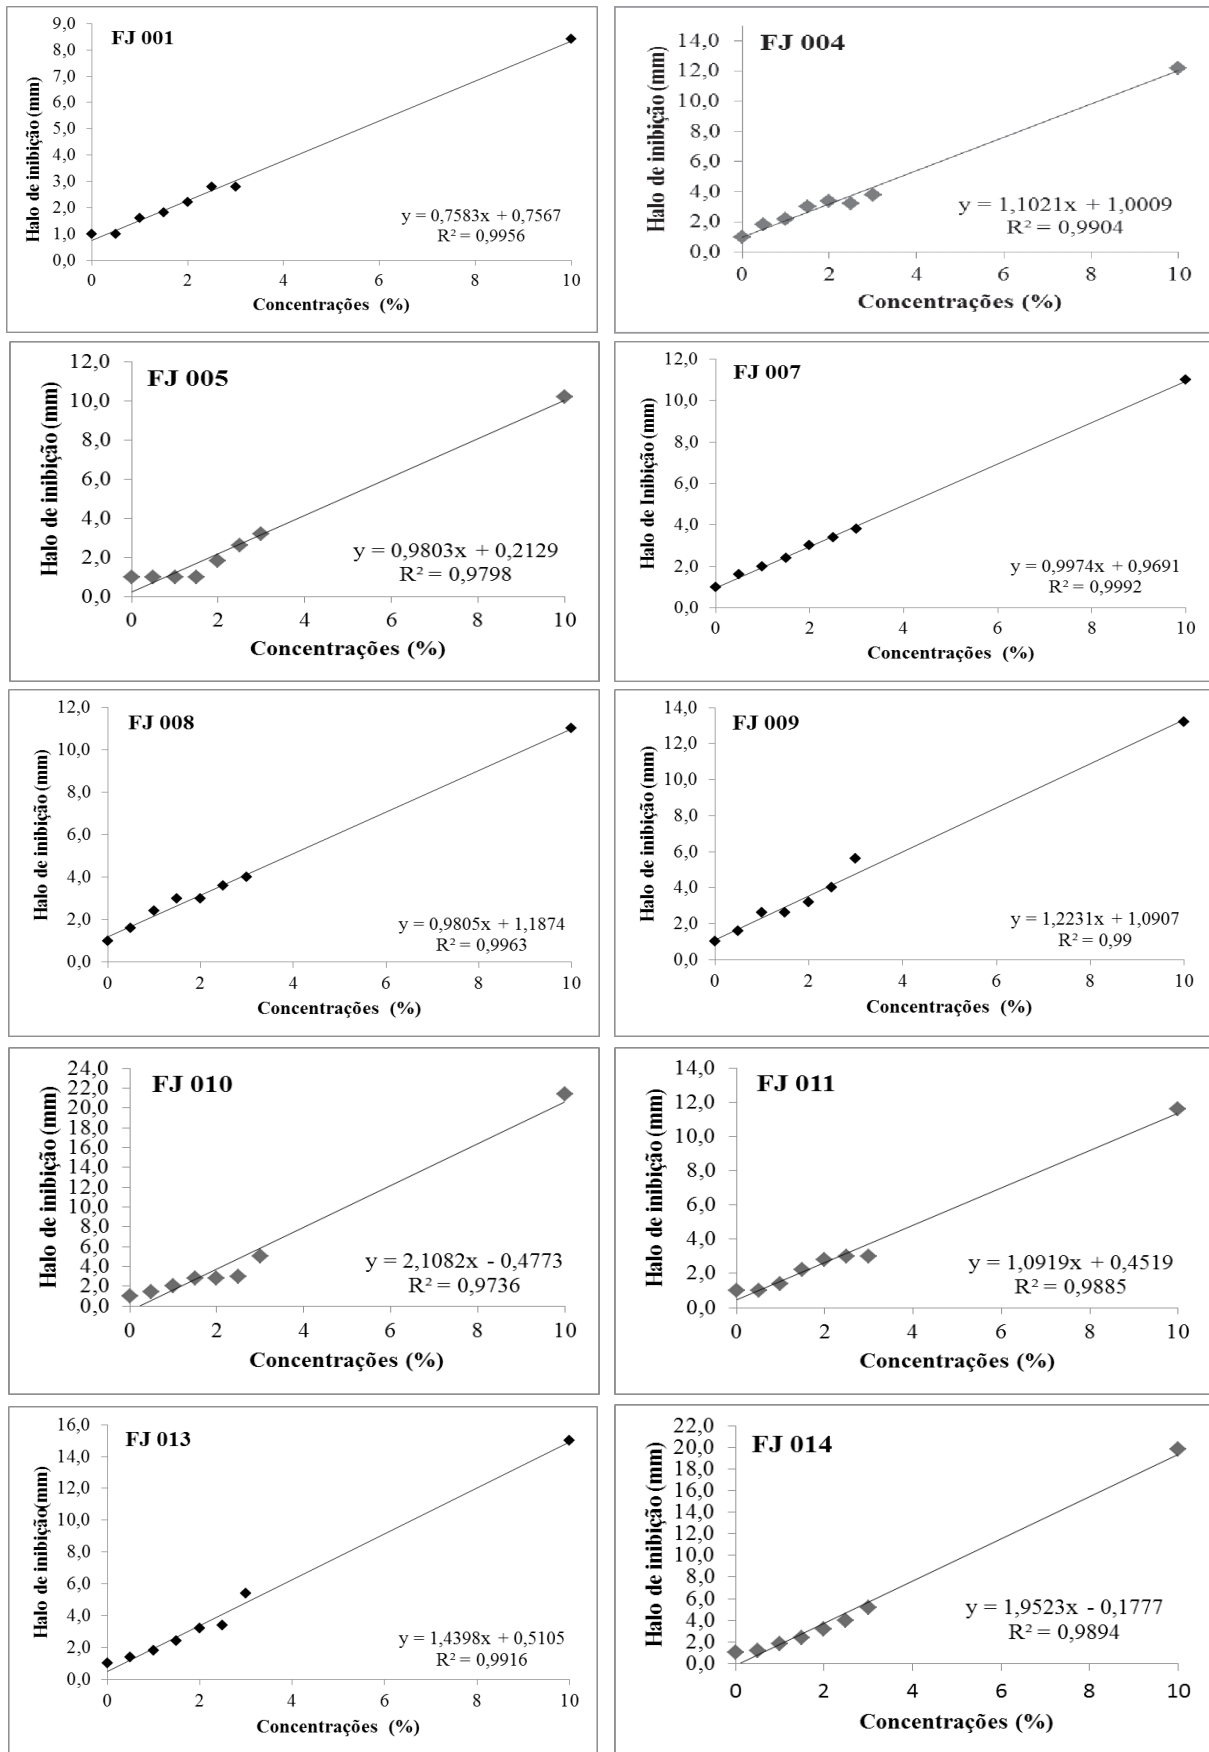 FJ 001
Halo de inibição (mm)
9,0
8,0
7,0
6,0
5,0
4,0
3,0
2,0
1,0
0,0
y = 0,7583x + 0,7567
R² = 0,9956
0 2 4 6 8 10
Concentrações (%)
FJ 004
Halo de inibição (mm)
14,0
12,0
10,0
8,0
6,0
4,0
2,0
0,0
y = 1,1021x + 1,0009
R² = 0,9904
0 2 4 6 8 10
Concentrações (%)
FJ 005
Halo de inibição (mm)
12,0
10,0
8,0
6,0
4,0
2,0
0,0
y = 0,9803x + 0,2129
R² = 0,9798
0 2 4 6 8 10
Concentrações (%)
FJ 007
Halo de Inibição (mm)
12,0
10,0
8,0
6,0
4,0
2,0
0,0
y = 0,9974x + 0,9691
R² = 0,9992
0 2 4 6 8 10
Concentrações (%)
FJ 008
Halo de inibição (mm)
12,0
10,0
8,0
6,0
4,0
2,0
0,0
y = 0,9805x + 1,1874
R² = 0,9963
0 2 4 6 8 10
Concentrações (%)
FJ 009
Halo de inibição (mm)
14,0
12,0
10,0
8,0
6,0
4,0
2,0
0,0
y = 1,2231x + 1,0907
R² = 0,99
0 2 4 6 8 10
Concentrações (%)
FJ 010
Halo de inibição (mm)
24,0
22,0
20,0
18,0
16,0
14,0
12,0
10,0
8,0
6,0
4,0
2,0
0,0
y = 2,1082x - 0,4773
R² = 0,9736
0 2 4 6 8 10
Concentrações (%)
FJ 011
Halo de inibição (mm)
14,0
12,0
10,0
8,0
6,0
4,0
2,0
0,0
y = 1,0919x + 0,4519
R² = 0,9885
0 2 4 6 8 10
Concentrações (%)
FJ 013
Halo de inibição(mm)
16,0
14,0
12,0
10,0
8,0
6,0
4,0
2,0
0,0
y = 1,4398x + 0,5105
R² = 0,9916
0 2 4 6 8 10
Concentrações (%)
FJ 014
Halo de inibição (mm)
22,0
20,0
18,0
16,0
14,0
12,0
10,0
8,0
6,0
4,0
2,0
0,0
y = 1,9523x - 0,1777
R² = 0,9894
0 2 4 6 8 10
Concentrações (%)